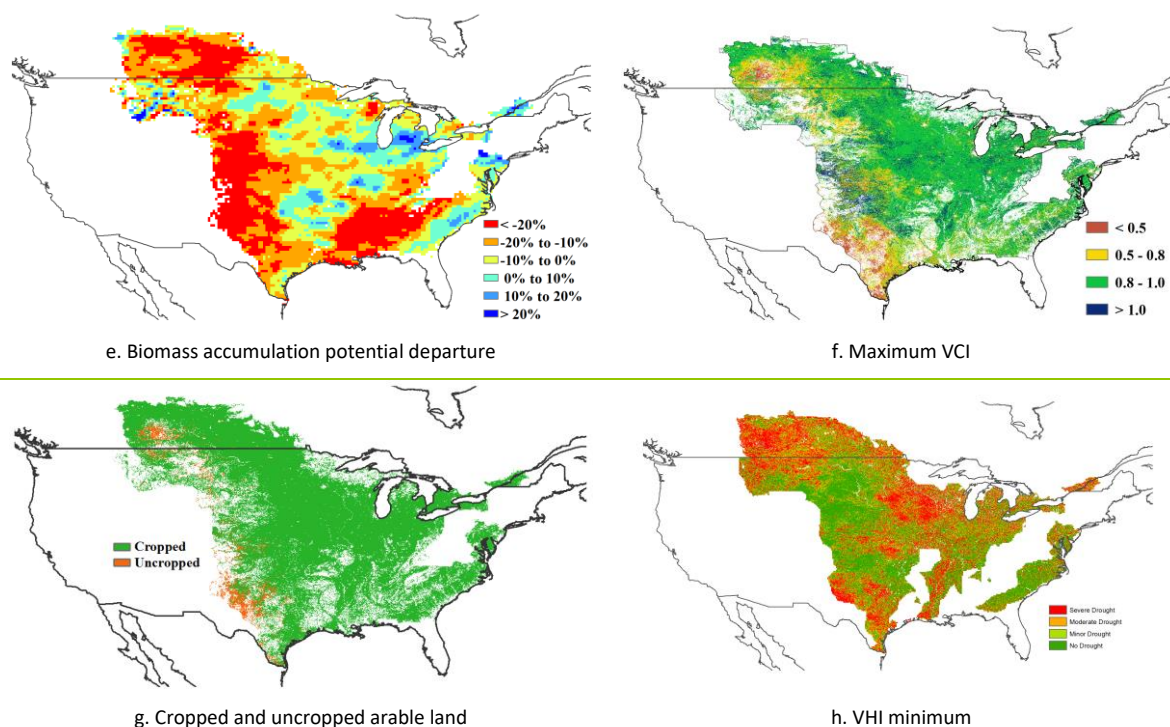 < -20%
-20% to -10%
-10% to 0%
0% to 10%
10% to 20%
> 20%
e. Biomass accumulation potential departure
< 0.5
0.5 - 0.8
0.8 - 1.0
> 1.0
f. Maximum VCI
Cropped
Uncropped
g. Cropped and uncropped arable land
Severe Drought
Moderate Drought
Minor Drought
No Drought
h. VHI minimum